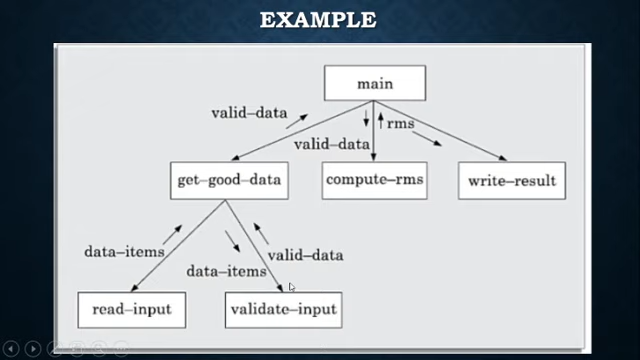 EXAMPLE
main
valid–data
rms
valid–data
get–good–data
compute–rms
write–result
data–items
valid–data
data–items
read–input
validate–input